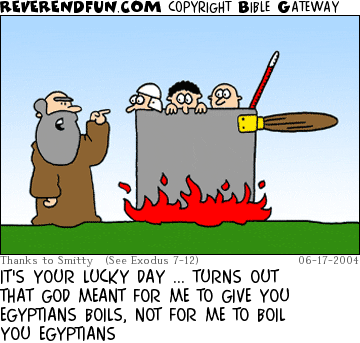 REVERENDFUN.COM COPYRIGHT BIBLE GATEWAY
Thanks to Smitty (See Exodus 7-12) 06-17-2004
IT'S YOUR LUCKY DAY ... TURNS OUT
THAT GOD MEANT FOR ME TO GIVE YOU
EGYPTIANS BOILS, NOT FOR ME TO BOIL
YOU EGYPTIANS